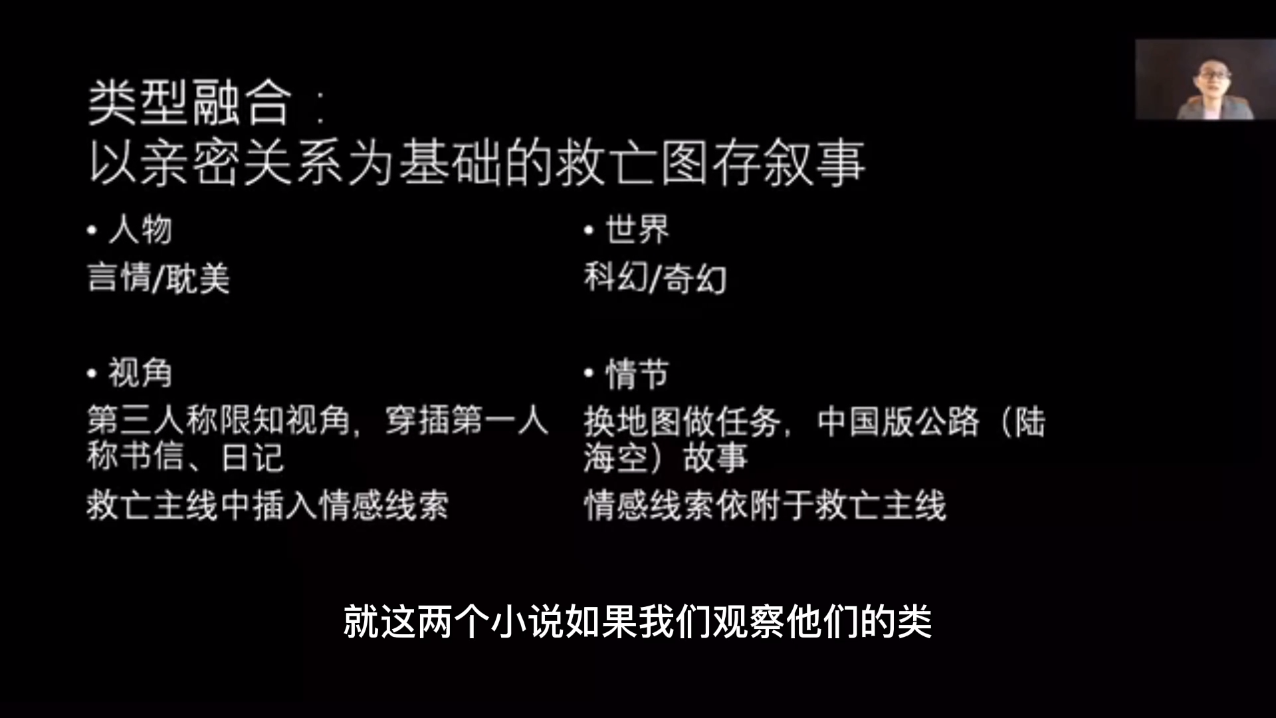 类型融合：
以亲密关系为基础的救亡图存叙事
• 人物
言情/耽美
• 视角
第三人称限知视角，穿插第一人
称书信、日记
救亡主线中插入情感线索
• 世界
科幻/奇幻
• 情节
换地图做任务，中国版公路（陆
海空）故事
情感线索依附于救亡主线
就这两个小说如果我们观察他们的类